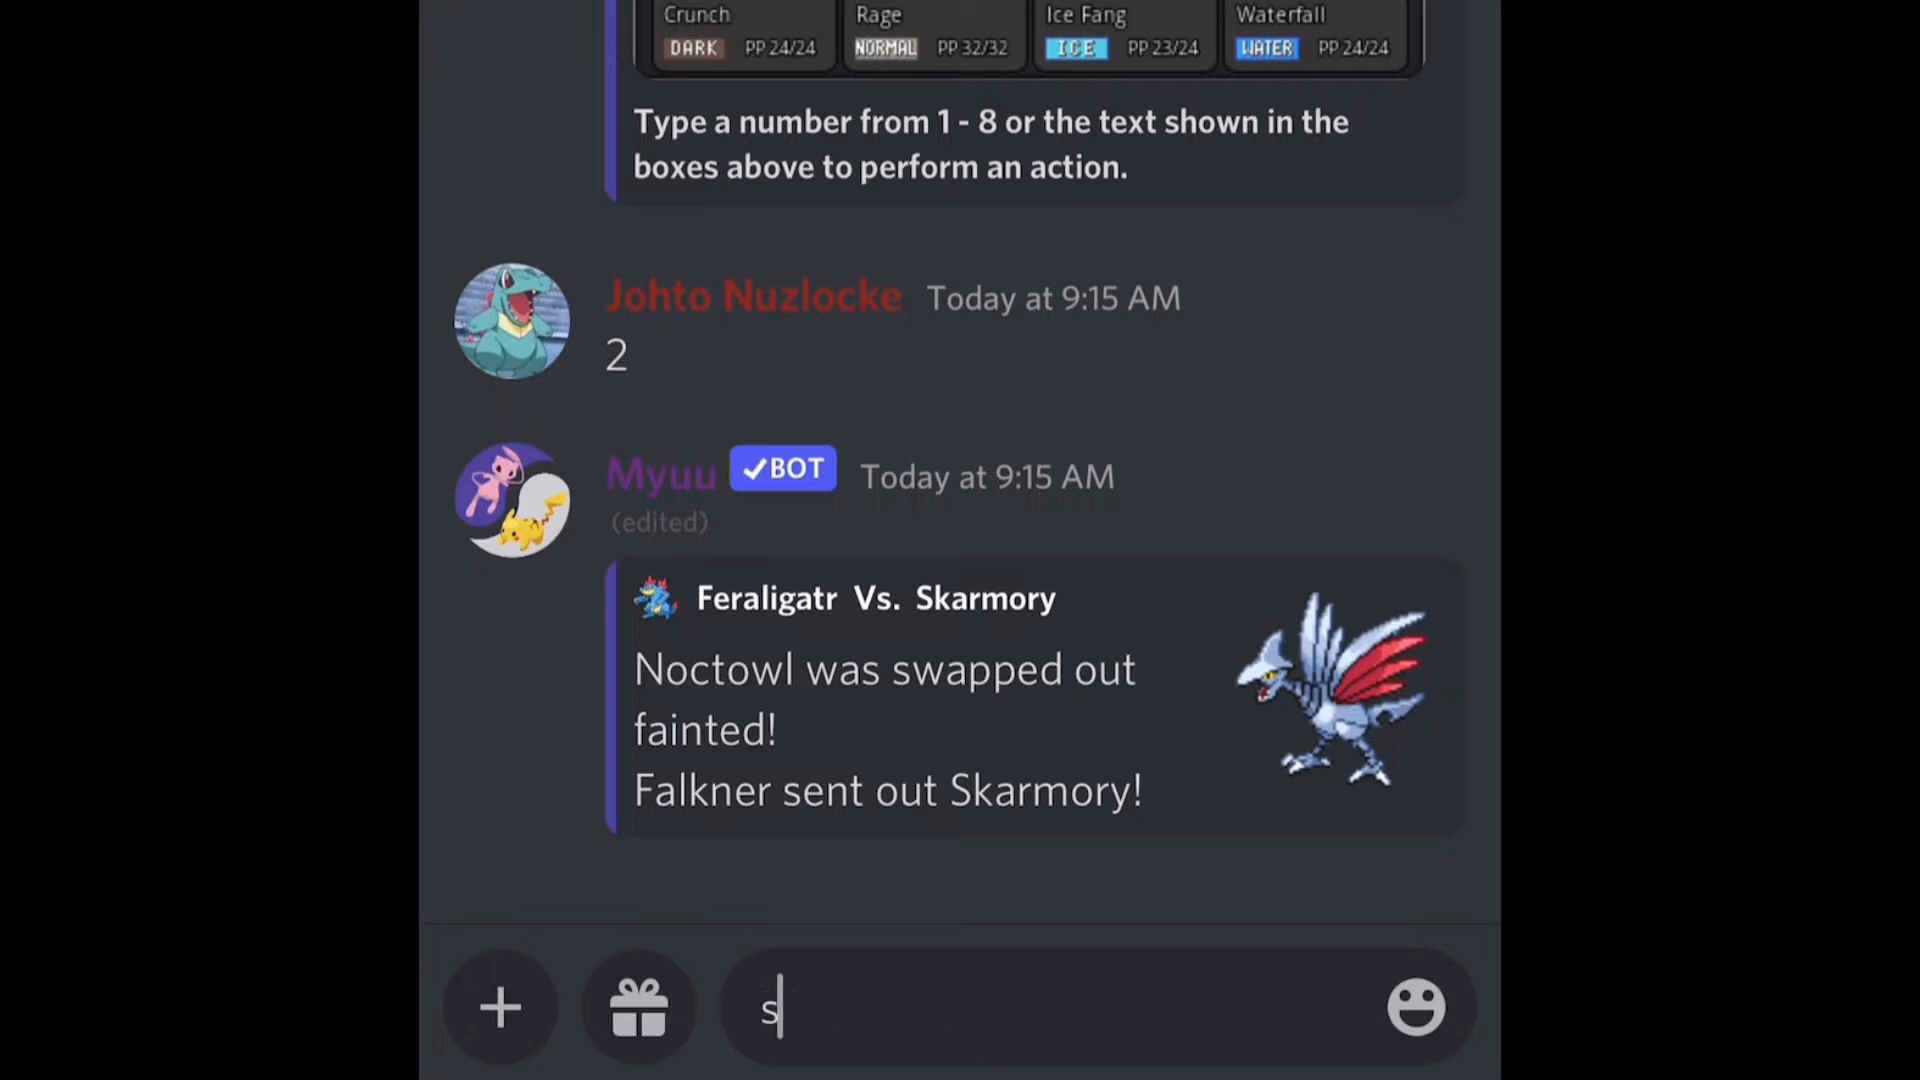 Crunch Rage Ice Fang Waterfall
DARK PP 24/24 NORMAL PP 32/32 ICE PP 23/24 WATER PP 24/24
Type a number from 1 - 8 or the text shown in the
boxes above to perform an action.
Johto Nuzlocke Today at 9:15 AM
2
Myuu ✓BOT Today at 9:15 AM
(edited)
Feraligatr Vs. Skarmory
Noctowl was swapped out
fainted!
Falkner sent out Skarmory!
s